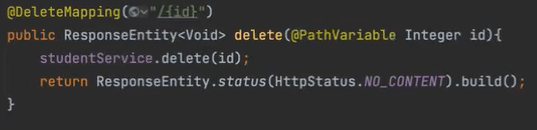 @DeleteMapping("/{id}")
public ResponseEntity<Void> delete(@PathVariable Integer id){
studentService.delete(id);
return ResponseEntity.status(HttpStatus.NO_CONTENT).build();
}